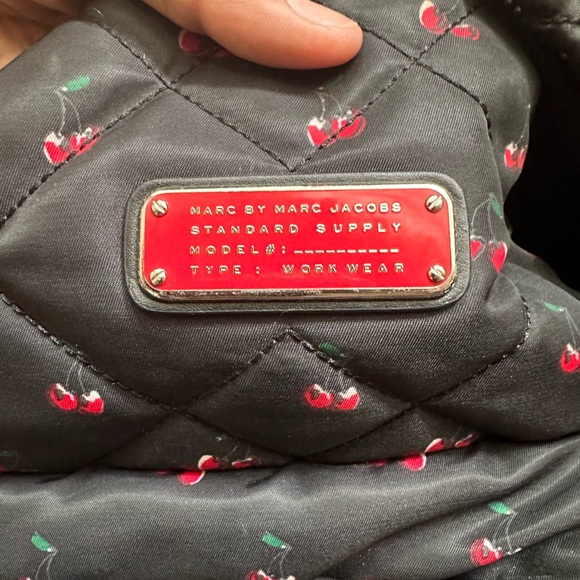 MARC BY MARC JACOBS
STANDARD SUPPLY
MODEL#: __________
TYPE: WORKWEAR